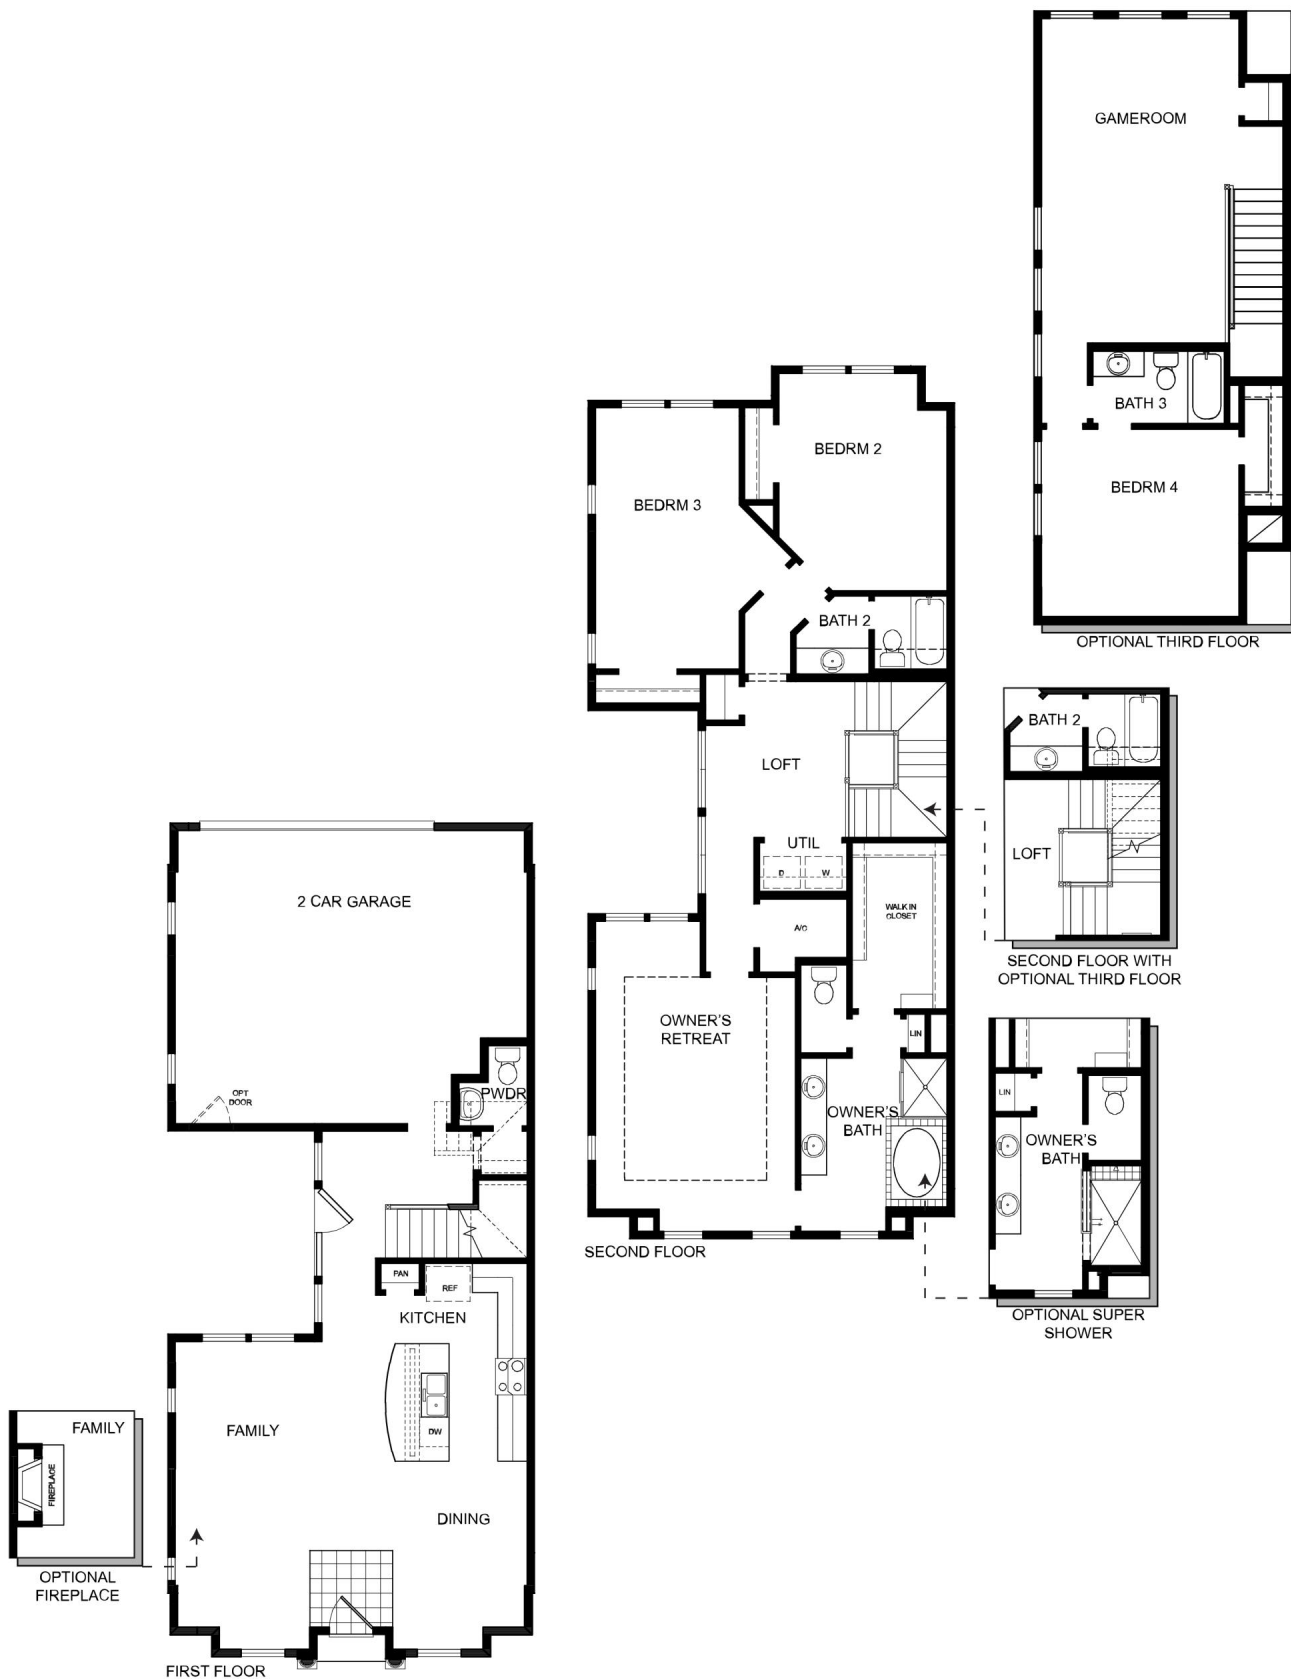 GAMEROOM
BATH 3
BEDRM 4
OPTIONAL THIRD FLOOR
BEDRM 2
BEDRM 3
BATH 2
LOFT
UTIL
D
W
WALK IN
CLOSET
A/C
OWNER'S
RETREAT
LIN
OWNER'S
BATH
SECOND FLOOR
BATH 2
LOFT
SECOND FLOOR WITH
OPTIONAL THIRD FLOOR
LIN
OWNER'S
BATH
OPTIONAL SUPER
SHOWER
2 CAR GARAGE
OPT
DOOR
PWDR
PAN
REF
KITCHEN
DW
FAMILY
DINING
FIRST FLOOR
FAMILY
FIREPLACE
OPTIONAL
FIREPLACE